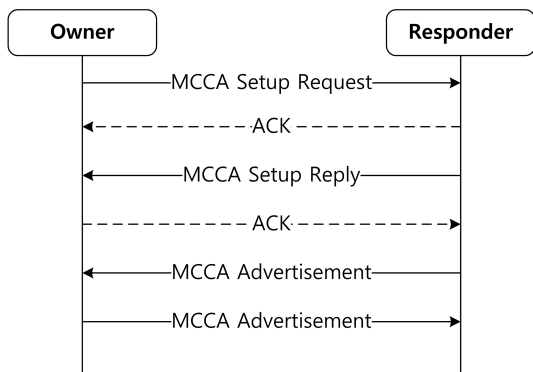 Owner
Responder
MCCA Setup Request
ACK
MCCA Setup Reply
ACK
MCCA Advertisement
MCCA Advertisement